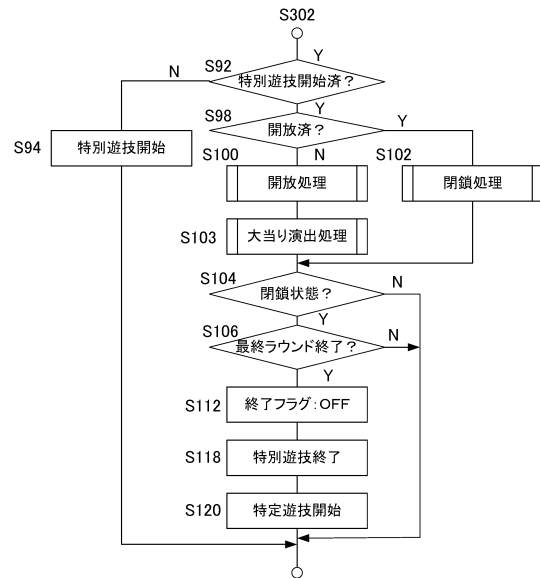 S302
Y
S92
N
特別遊技開始済?
Y
S98
開放済?
Y
S94
特別遊技開始
S100
N
S102
開放処理
閉鎖処理
S103
大当り演出処理
S104
N
閉鎖状態?
Y
S106
N
最終ラウンド終了?
Y
S112
終了フラグ:OFF
S118
特別遊技終了
S120
特定遊技開始